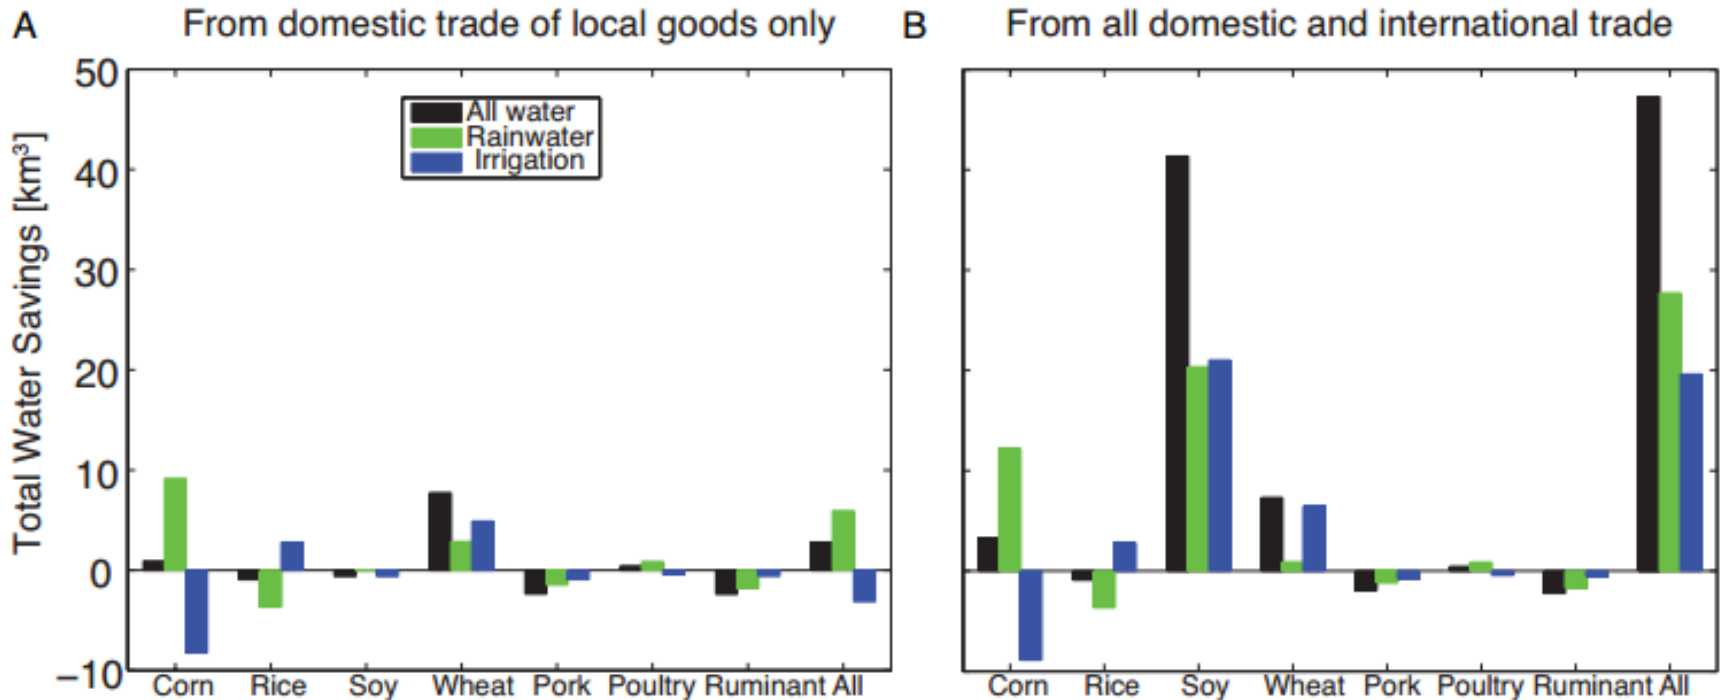 A From domestic trade of local goods only
B From all domestic and international trade
Total Water Savings [km³]
50
40
30
20
10
0
−10
All water
Rainwater
Irrigation
Corn Rice Soy Wheat Pork Poultry Ruminant All
Corn Rice Soy Wheat Pork Poultry Ruminant All